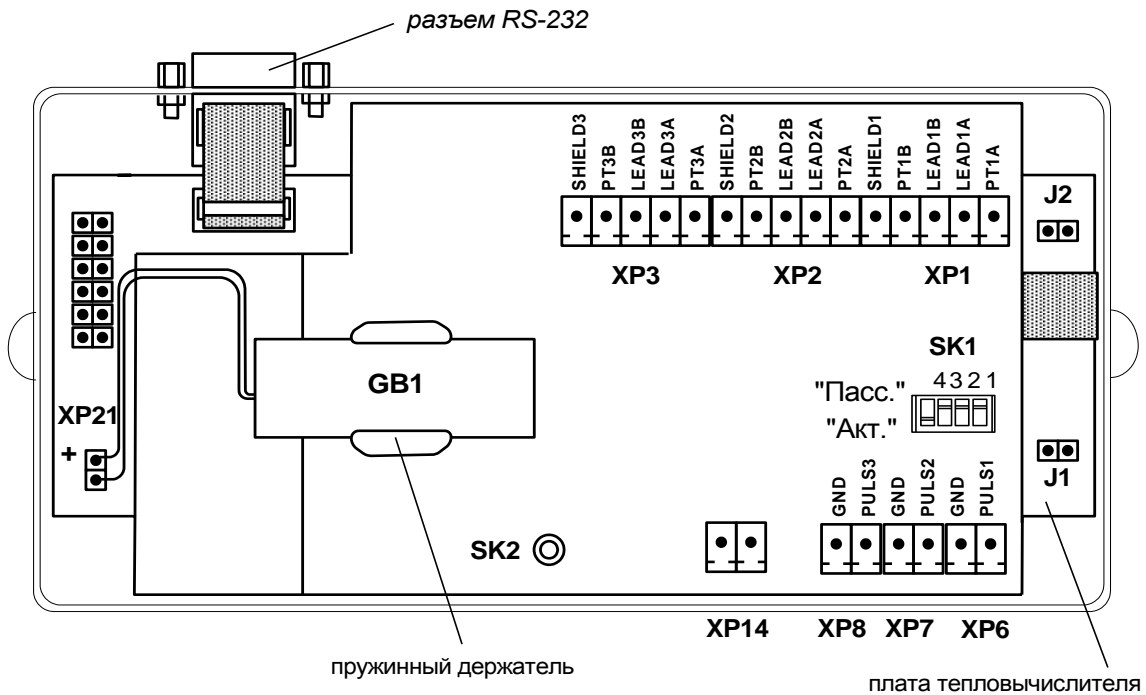 разъем RS-232
SHIELD3
PT3B
LEAD3B
LEAD3A
PT3A
SHIELD2
PT2B
LEAD2B
LEAD2A
PT2A
SHIELD1
PT1B
LEAD1B
LEAD1A
PT1A
J2
XP3
XP2
XP1
SK1
GB1
"Пасс."
4321
"Акт."
XP21
+
J1
GND
PULS3
GND
PULS2
GND
PULS1
SK2
XP14
XP8
XP7
XP6
пружинный держатель
плата тепловычислителя